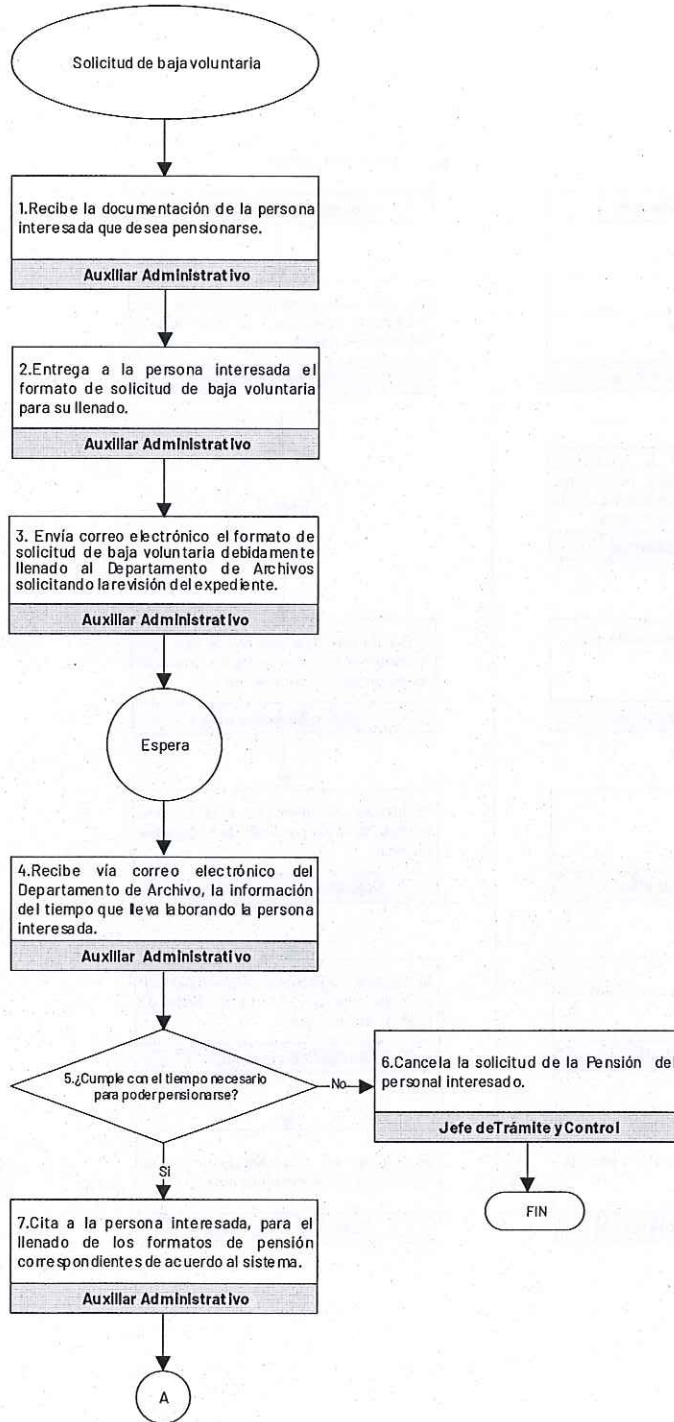 Solicitud de baja voluntaria
1.Recibe la documentación de la persona
interesada que desea pensionarse.
Auxiliar Administrativo
2.Entrega a la persona interesada el
formato de solicitud de baja voluntaria
para su llenado.
Auxiliar Administrativo
3. Envía correo electrónico el formato de
solicitud de baja voluntaria debidamente
llenado al Departamento de Archivos
solicitando la revisión del expediente.
Auxiliar Administrativo
Espera
4.Recibe vía correo electrónico del
Departamento de Archivo, la información
del tiempo que lleva laborando la persona
interesada.
Auxiliar Administrativo
5.¿Cumple con el tiempo necesario
para poder pensionarse?
No
6.Cancela la solicitud de la Pensión del
personal interesado.
Jefe de Trámite y Control
FIN
Si
7.Cita a la persona interesada, para el
llenado de los formatos de pensión
correspondientes de acuerdo al sistema.
Auxiliar Administrativo
A